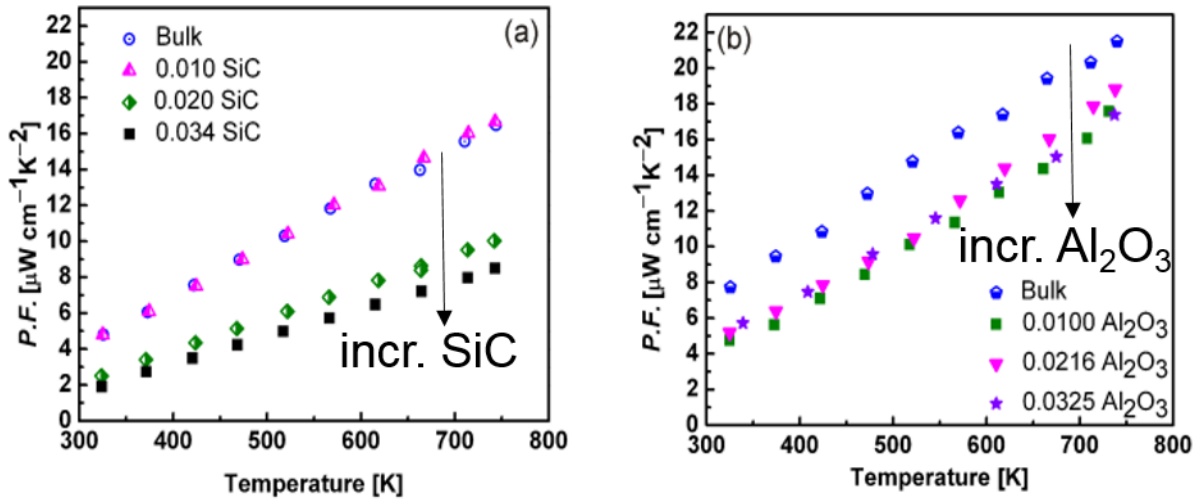 (a)
Bulk
0.010 SiC
0.020 SiC
0.034 SiC
incr. SiC
P.F. [μW cm⁻¹K⁻²]
22
20
18
16
14
12
10
8
6
4
2
0
300 400 500 600 700 800
Temperature [K]
(b)
incr. Al₂O₃
Bulk
0.0100 Al₂O₃
0.0216 Al₂O₃
0.0325 Al₂O₃
P.F. [μW cm⁻¹K⁻²]
22
20
18
16
14
12
10
8
6
4
2
0
300 400 500 600 700 800
Temperature [K]